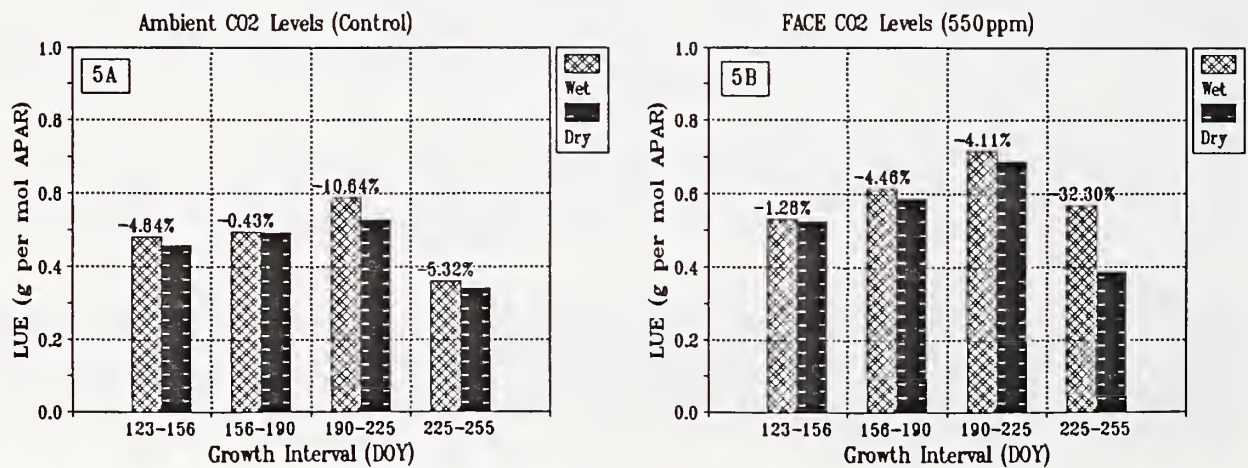 Ambient CO2 Levels (Control)
LUE (g per mol APAR)
1.0
0.8
0.6
0.4
0.2
0.0
5A
Wet
Dry
-4.84%
-0.43%
-10.64%
-5.32%
123-156
156-190
190-225
225-255
Growth Interval (DOY)
FACE CO2 Levels (550ppm)
LUE (g per mol APAR)
1.0
0.8
0.6
0.4
0.2
0.0
5B
Wet
Dry
-1.28%
-4.46%
-4.11%
-32.30%
123-156
156-190
190-225
225-255
Growth Interval (DOY)